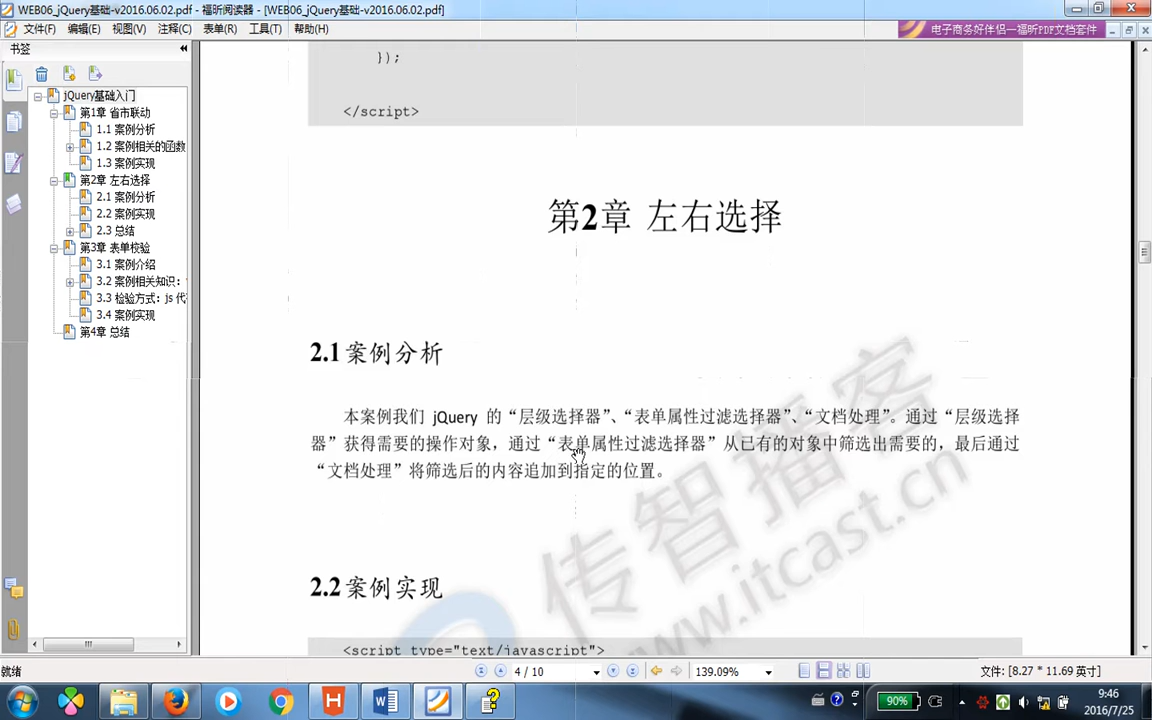 WEB06_jQuery基础-v2016.06.02.pdf - 福昕阅读器 - [WEB06_jQuery基础-v2016.06.02.pdf]
文件(F) 编辑(E) 视图(V) 注释(C) 表单(R) 工具(T) 帮助(H)
电子商务好伴侣—福昕PDF文档套件
书签
jQuery基础入门
第1章 省市联动
1.1 案例分析
1.2 案例相关的函数
1.3 案例实现
第2章 左右选择
2.1 案例分析
2.2 案例实现
2.3 总结
第3章 表单校验
3.1 案例介绍
3.2 案例相关知识：
3.3 检验方式：js 代
3.4 案例实现
第4章 总结
});
</script>
第2章 左右选择
2.1 案例分析
本案例我们 jQuery 的“层级选择器”、“表单属性过滤选择器”、“文档处理”。通过“层级选择
器”获得需要的操作对象，通过“表单属性过滤选择器”从已有的对象中筛选出需要的，最后通过
“文档处理”将筛选后的内容追加到指定的位置。
2.2 案例实现
<script type="text/javascript">
传智播客
www.itcast.cn
就绪
4 / 10
139.09%
文件: [8.27 * 11.69 英寸]
90%
9:46
2016/7/25